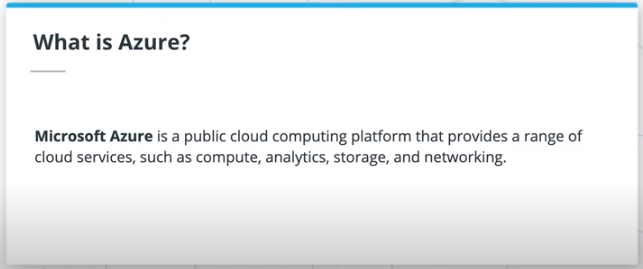 What is Azure?
Microsoft Azure is a public cloud computing platform that provides a range of
cloud services, such as compute, analytics, storage, and networking.